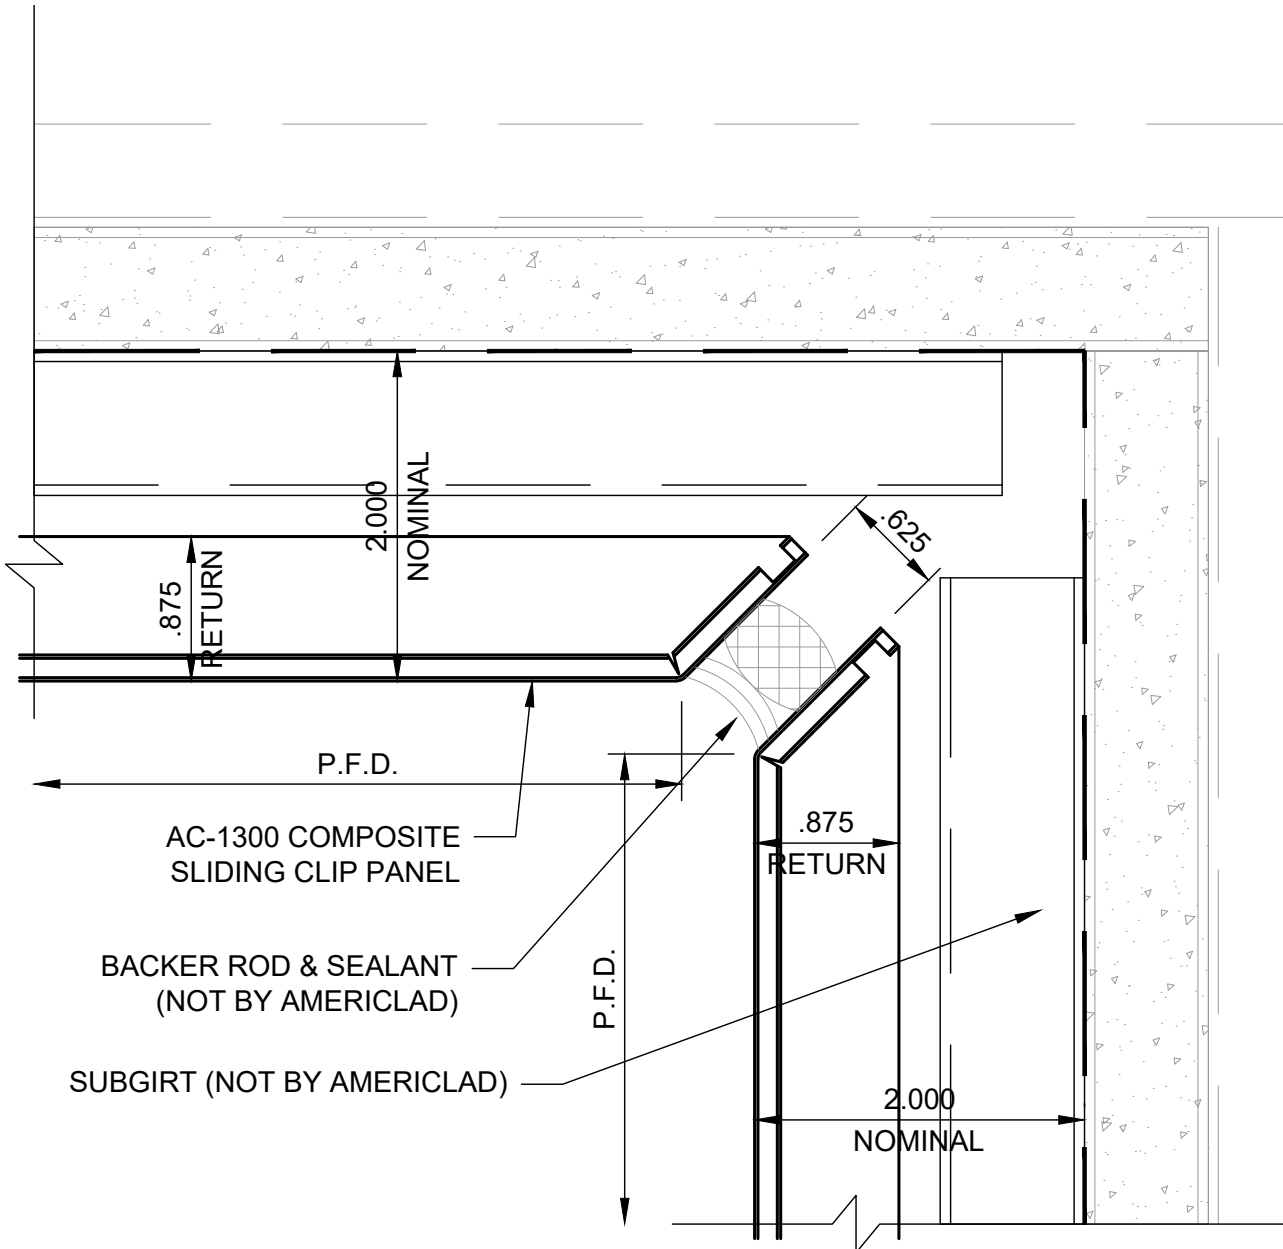 .625
2.000
NOMINAL
.875
RETURN
P.F.D.
AC-1300 COMPOSITE
SLIDING CLIP PANEL
.875
RETURN
BACKER ROD & SEALANT
(NOT BY AMERICLAD)
P.F.D.
SUBGIRT (NOT BY AMERICLAD)
2.000
NOMINAL